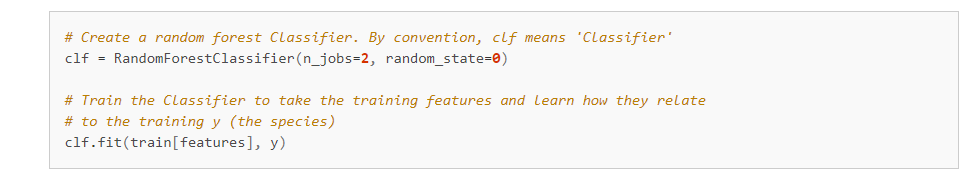 # Create a random forest Classifier. By convention, clf means 'Classifier'
clf = RandomForestClassifier(n_jobs=2, random_state=0)
# Train the Classifier to take the training features and learn how they relate
# to the training y (the species)
clf.fit(train[features], y)